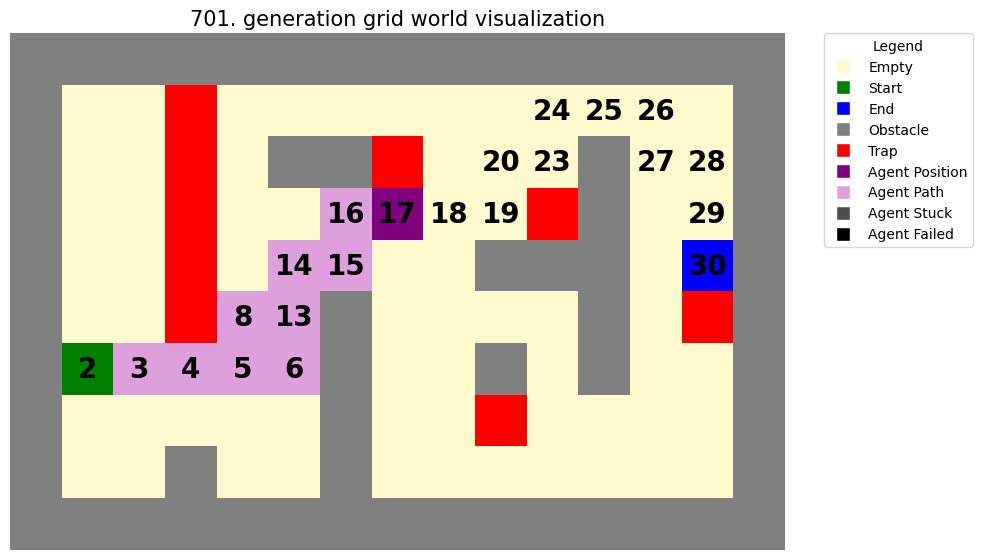 701. generation grid world visualization
24 25 26
20 23 27 28
16 17 18 19 29
14 15 30
8 13
2 3 4 5 6
Legend
Empty
Start
End
Obstacle
Trap
Agent Position
Agent Path
Agent Stuck
Agent Failed